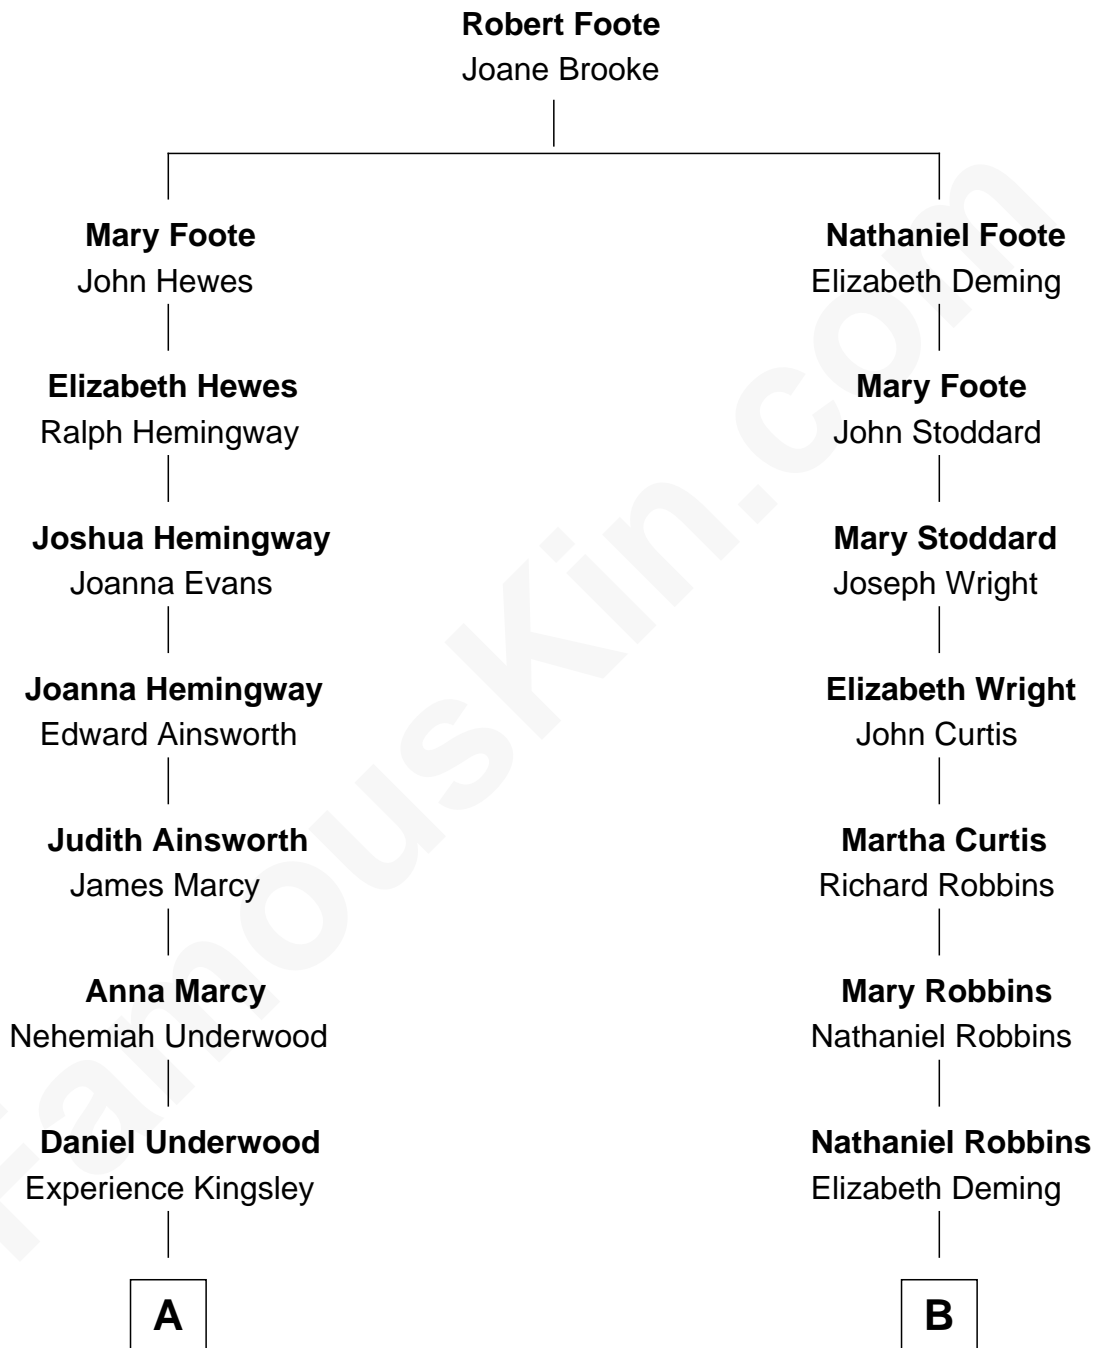 Robert Foote
Joane Brooke
Mary Foote
John Hewes
Nathaniel Foote
Elizabeth Deming
Elizabeth Hewes
Ralph Hemingway
Mary Foote
John Stoddard
Joshua Hemingway
Joanna Evans
Mary Stoddard
Joseph Wright
Joanna Hemingway
Edward Ainsworth
Elizabeth Wright
John Curtis
Judith Ainsworth
James Marcy
Martha Curtis
Richard Robbins
Anna Marcy
Nehemiah Underwood
Mary Robbins
Nathaniel Robbins
Daniel Underwood
Experience Kingsley
Nathaniel Robbins
Elizabeth Deming
A
B
FamousKin.com